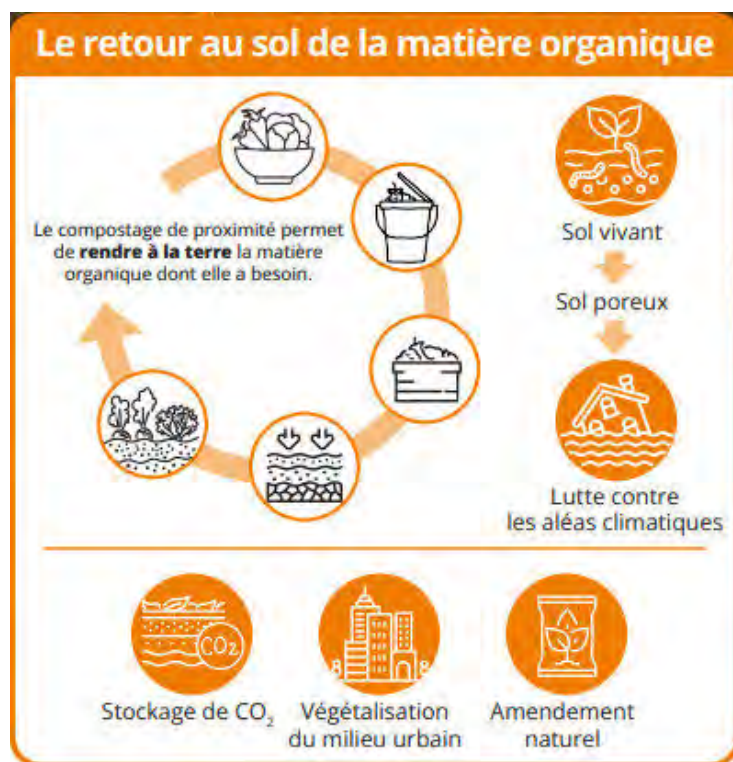 Le retour au sol de la matière organique
Le compostage de proximité permet
de rendre à la terre la matière
organique dont elle a besoin.
Sol vivant
Sol poreux
Lutte contre
les aléas climatiques
CO2
Stockage de CO₂
Végétalisation
du milieu urbain
Amendement
naturel